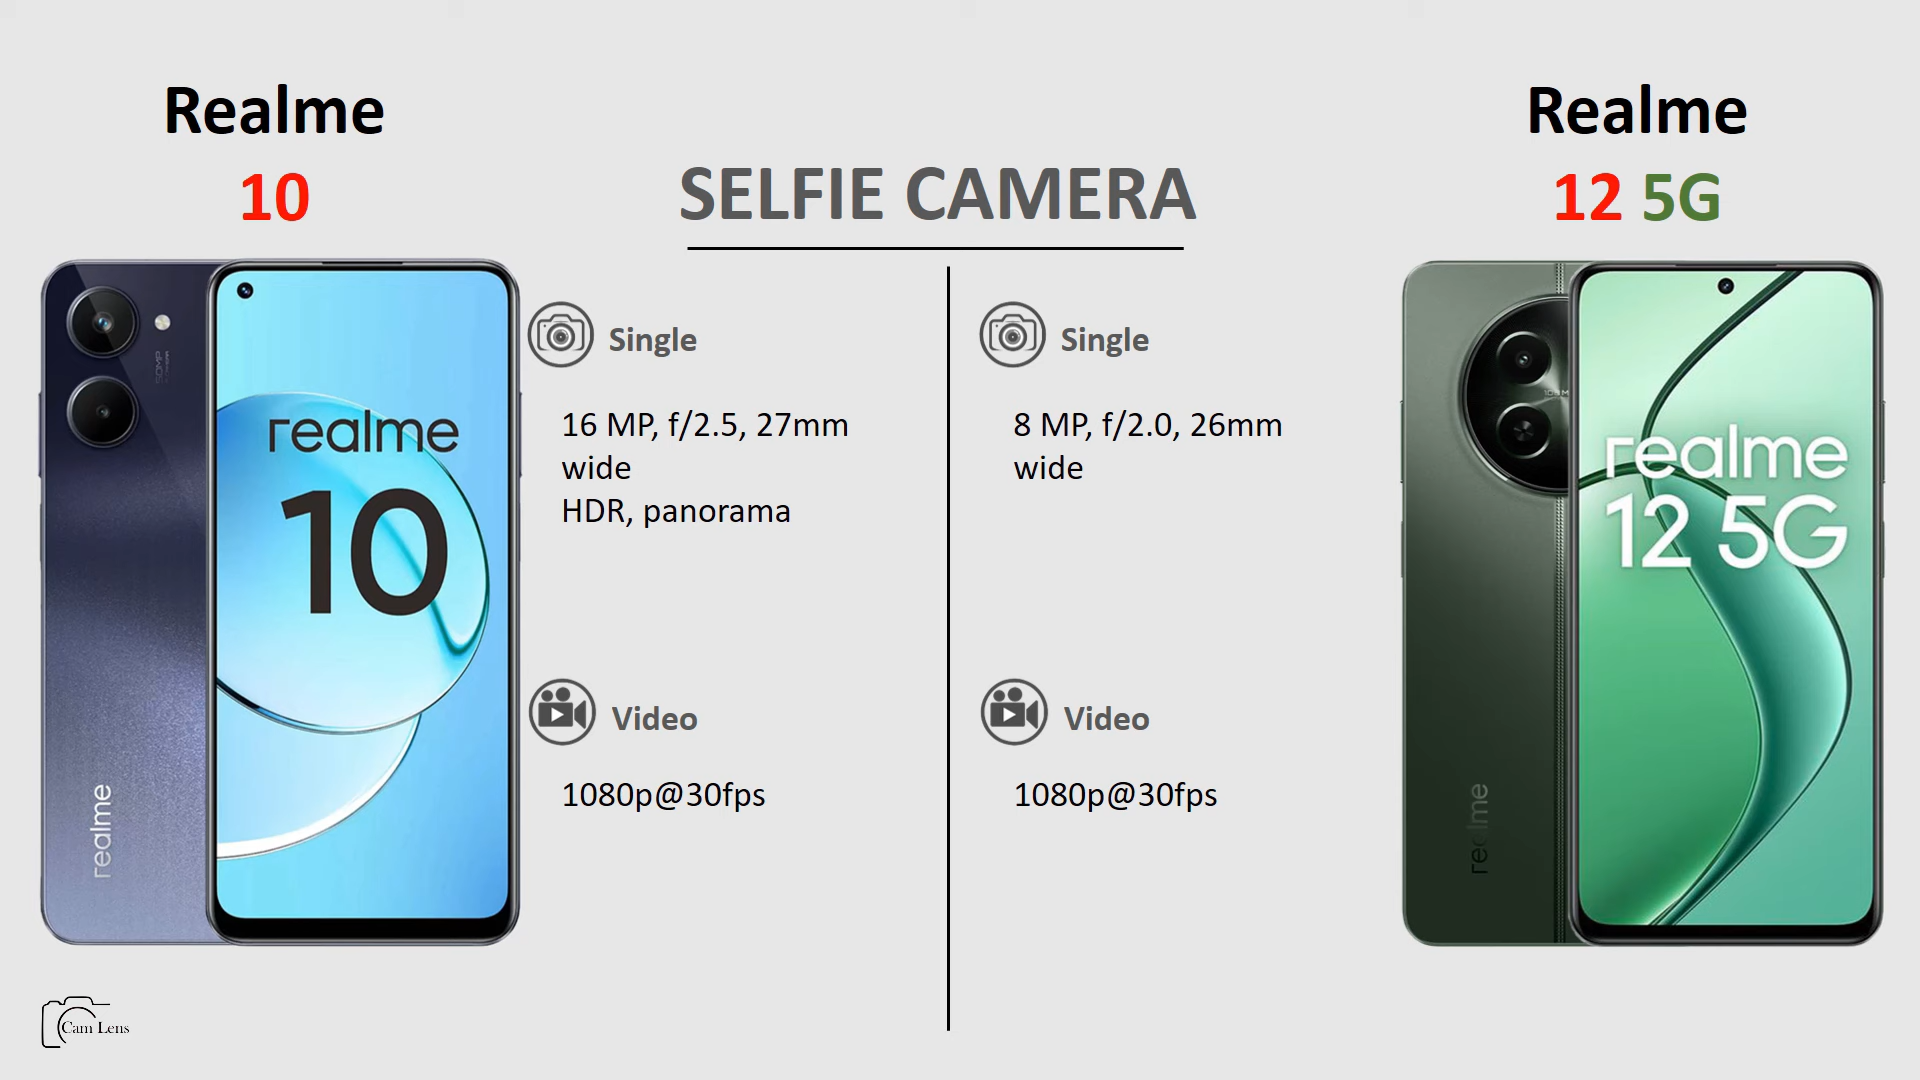 Realme
10
SELFIE CAMERA
Realme
12 5G
50MP
realme
realme
10
Single
16 MP, f/2.5, 27mm
wide
HDR, panorama
Video
1080p@30fps
Single
8 MP, f/2.0, 26mm
wide
Video
1080p@30fps
realme
realme
12 5G
Cam Lens